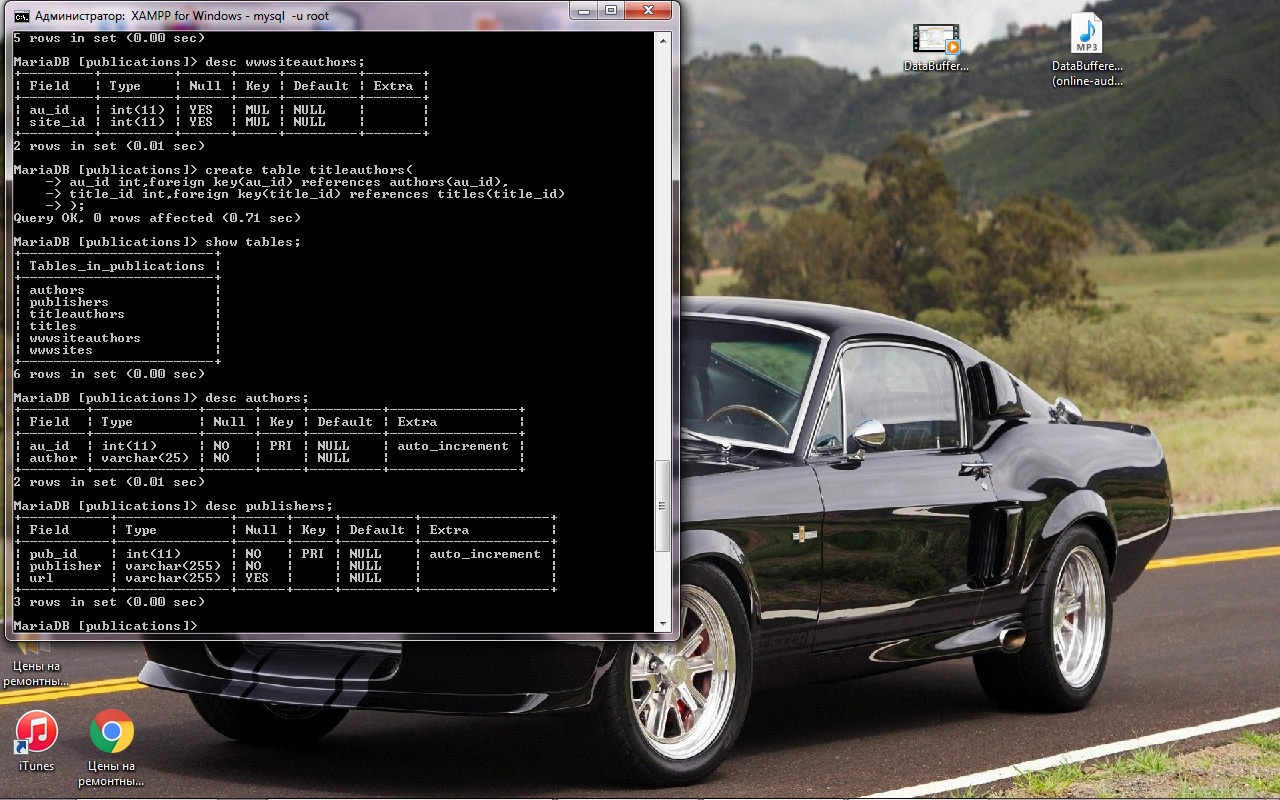 Администратор: XAMPP for Windows - mysql -u root
5 rows in set (0.00 sec)
MariaDB [publications]> desc wwwsiteauthors;
+---------+---------+------+-----+---------+-------+
| Field   | Type    | Null | Key | Default | Extra |
+---------+---------+------+-----+---------+-------+
| au_id   | int(11) | YES  | MUL | NULL    |       |
| site_id | int(11) | YES  | MUL | NULL    |       |
+---------+---------+------+-----+---------+-------+
2 rows in set (0.01 sec)
MariaDB [publications]> create table titleauthors(
    -> au_id int,foreign key(au_id) references authors(au_id),
    -> title_id int,foreign key(title_id) references titles(title_id)
    -> );
Query OK, 0 rows affected (0.71 sec)
MariaDB [publications]> show tables;
+------------------------+
| Tables_in_publications |
+------------------------+
| authors                |
| publishers             |
| titleauthors           |
| titles                 |
| wwwsiteauthors         |
| wwwsites               |
+------------------------+
6 rows in set (0.00 sec)
MariaDB [publications]> desc authors;
+--------+-------------+------+-----+---------+----------------+
| Field  | Type        | Null | Key | Default | Extra          |
+--------+-------------+------+-----+---------+----------------+
| au_id  | int(11)     | NO   | PRI | NULL    | auto_increment |
| author | varchar(25) | NO   |     | NULL    |                |
+--------+-------------+------+-----+---------+----------------+
2 rows in set (0.01 sec)
MariaDB [publications]> desc publishers;
+-----------+--------------+------+-----+---------+----------------+
| Field     | Type         | Null | Key | Default | Extra          |
+-----------+--------------+------+-----+---------+----------------+
| pub_id    | int(11)      | NO   | PRI | NULL    | auto_increment |
| publisher | varchar(255) | NO   |     | NULL    |                |
| url       | varchar(255) | YES  |     | NULL    |                |
+-----------+--------------+------+-----+---------+----------------+
3 rows in set (0.00 sec)
MariaDB [publications]>
DataBuffer...
MP3
DataBuffere...
(online-aud...
Цены на
ремонтны...
iTunes
Цены на
ремонтны...